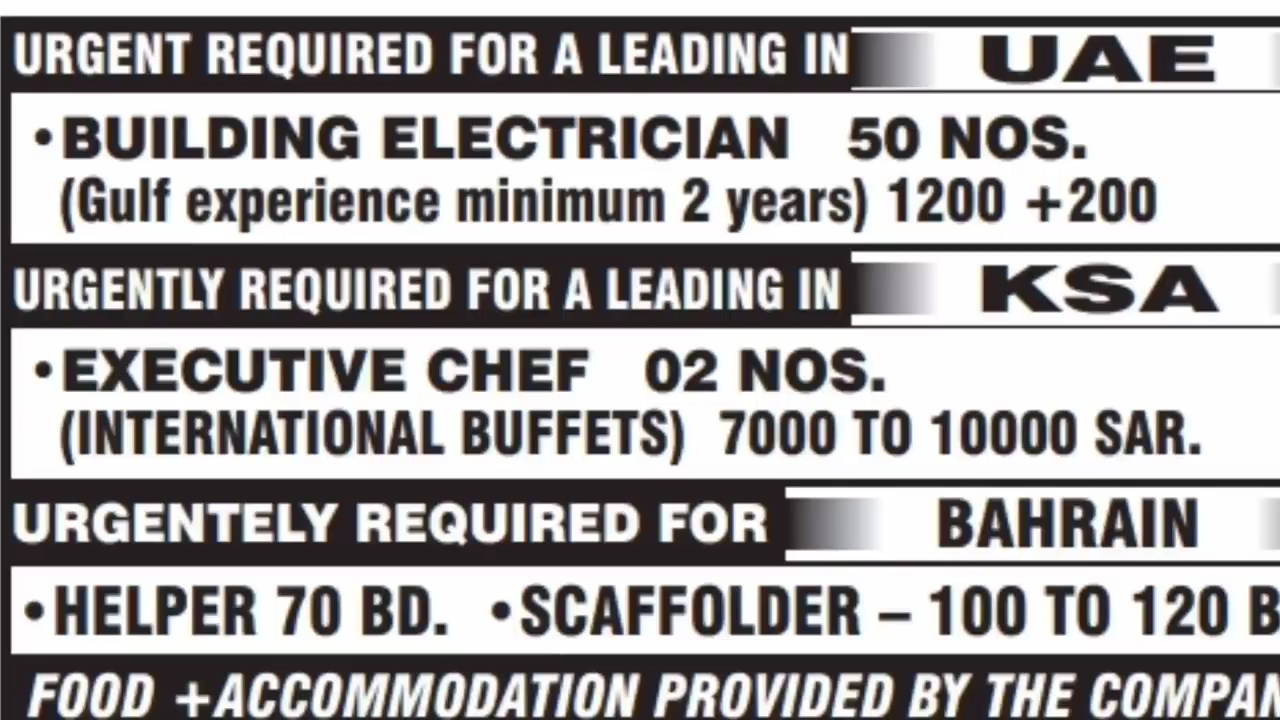 URGENT REQUIRED FOR A LEADING IN UAE
•BUILDING ELECTRICIAN 50 NOS.
(Gulf experience minimum 2 years) 1200 +200
URGENTLY REQUIRED FOR A LEADING IN KSA
•EXECUTIVE CHEF 02 NOS.
(INTERNATIONAL BUFFETS) 7000 TO 10000 SAR.
URGENTELY REQUIRED FOR BAHRAIN
•HELPER 70 BD. •SCAFFOLDER – 100 TO 120 B
FOOD +ACCOMMODATION PROVIDED BY THE COMPAN